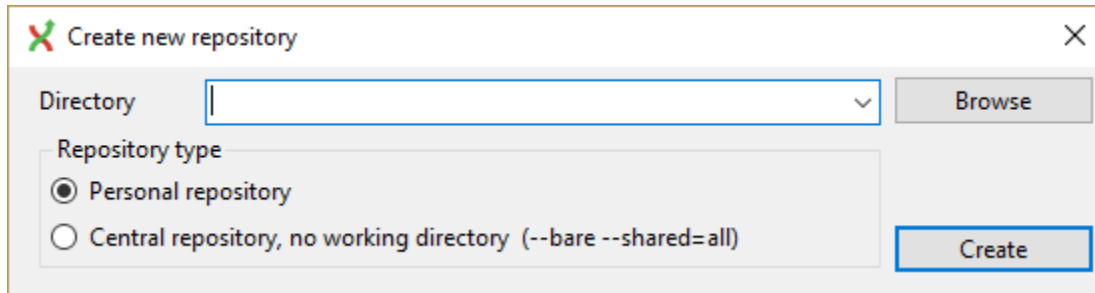 Create new repository
Directory
Browse
Repository type
Personal repository
Central repository, no working directory (--bare --shared=all)
Create